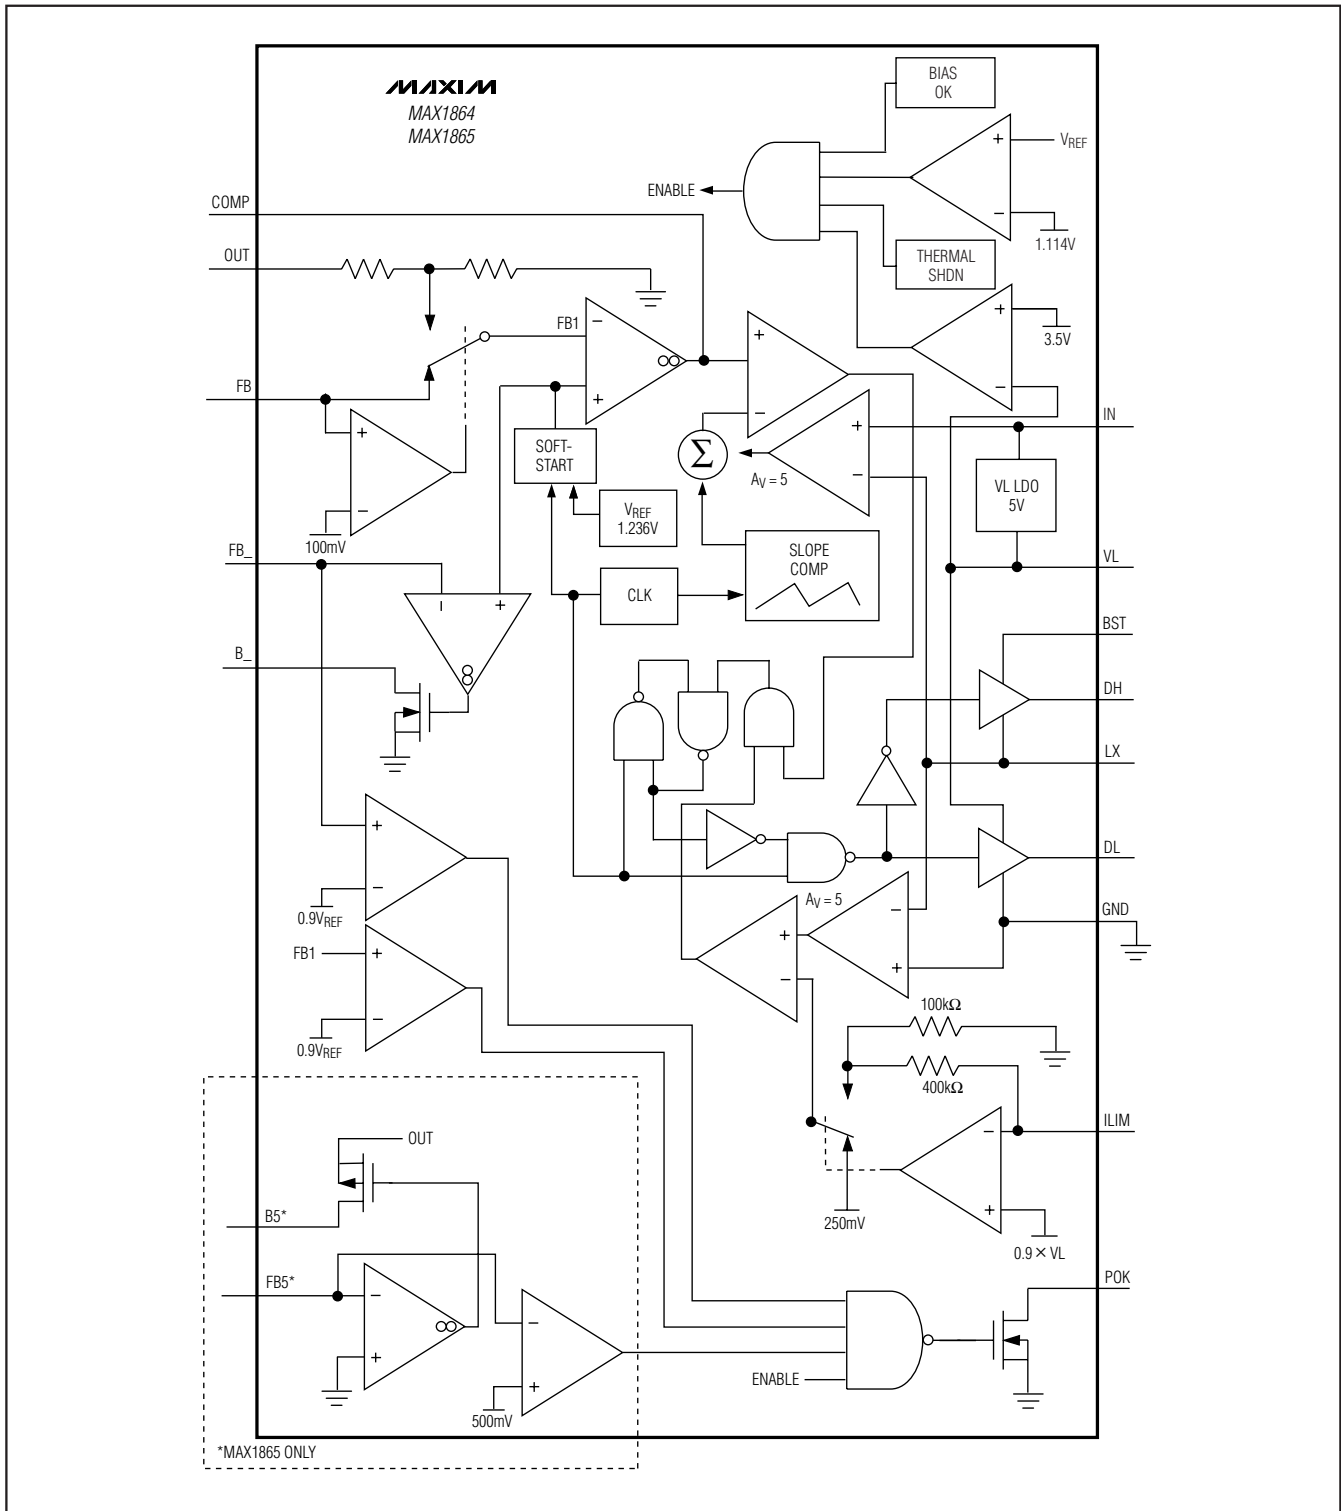 MAXIM
MAX1864
MAX1865
BIAS
OK
+
VREF
ENABLE
−
1.114V
COMP
THERMAL
SHDN
OUT
FB1
−
+
+
3.5V
FB
+
−
−
IN
+
SOFT-
START
Σ
+
−
AV = 5
VL LDO
5V
−
VREF
1.236V
100mV
SLOPE
COMP
FB_
VL
− +
CLK
BST
B_
DH
LX
+
DL
−
0.9VREF
AV = 5
−
GND
FB1
+
+
+
−
−
0.9VREF
100kΩ
400kΩ
OUT
− ILIM
B5*
250mV
+
0.9 × VL
FB5*
−
POK
−
+
ENABLE
+
500mV
*MAX1865 ONLY